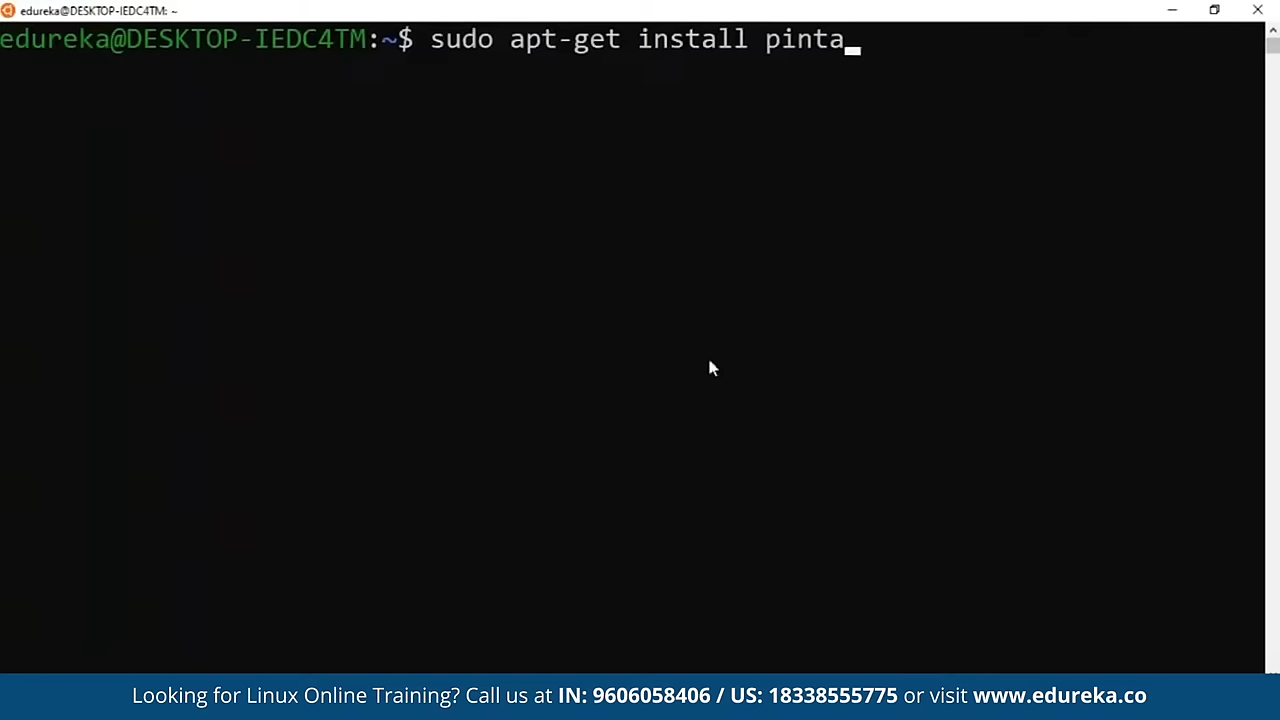 edureka@DESKTOP-IEDC4TM: ~
edureka@DESKTOP-IEDC4TM:~$ sudo apt-get install pinta
Looking for Linux Online Training? Call us at IN: 9606058406 / US: 18338555775 or visit www.edureka.co